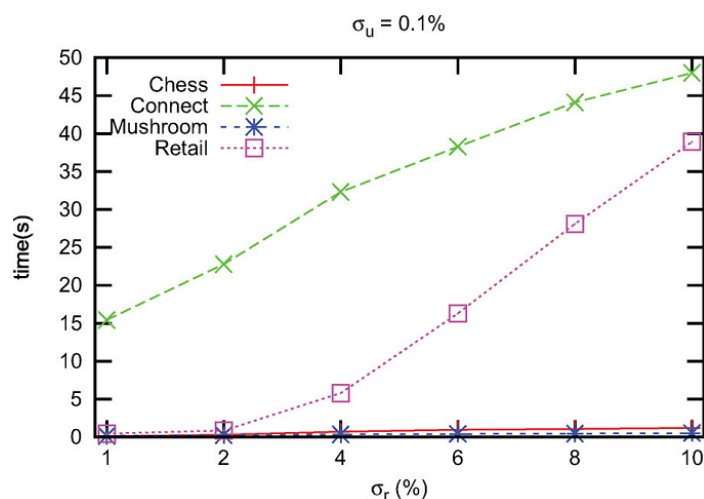 σu = 0.1%
50
45
40
35
30
25
20
15
10
5
0
time(s)
Chess
Connect
Mushroom
Retail
1 2 4 6 8 10
σr (%)